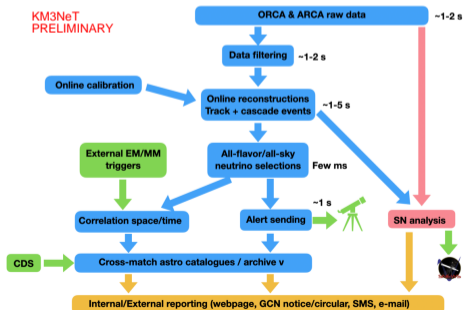 KM3NeT
PRELIMINARY
ORCA & ARCA raw data
~1-2 s
Data filtering
~1-2 s
Online calibration
Online reconstructions
Track + cascade events
~1-5 s
External EM/MM
triggers
All-flavor/all-sky
neutrino selections
Few ms
~1 s
Correlation space/time
Alert sending
SN analysis
CDS
Cross-match astro catalogues / archive ν
Internal/External reporting (webpage, GCN notice/circular, SMS, e-mail)